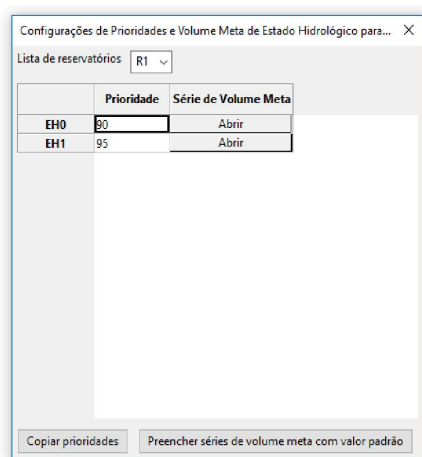 Configurações de Prioridades e Volume Meta de Estado Hidrológico para... X
Lista de reservatórios R1
Prioridade Série de Volume Meta
EH0 90 Abrir
EH1 95 Abrir
Copiar prioridades Preencher séries de volume meta com valor padrão